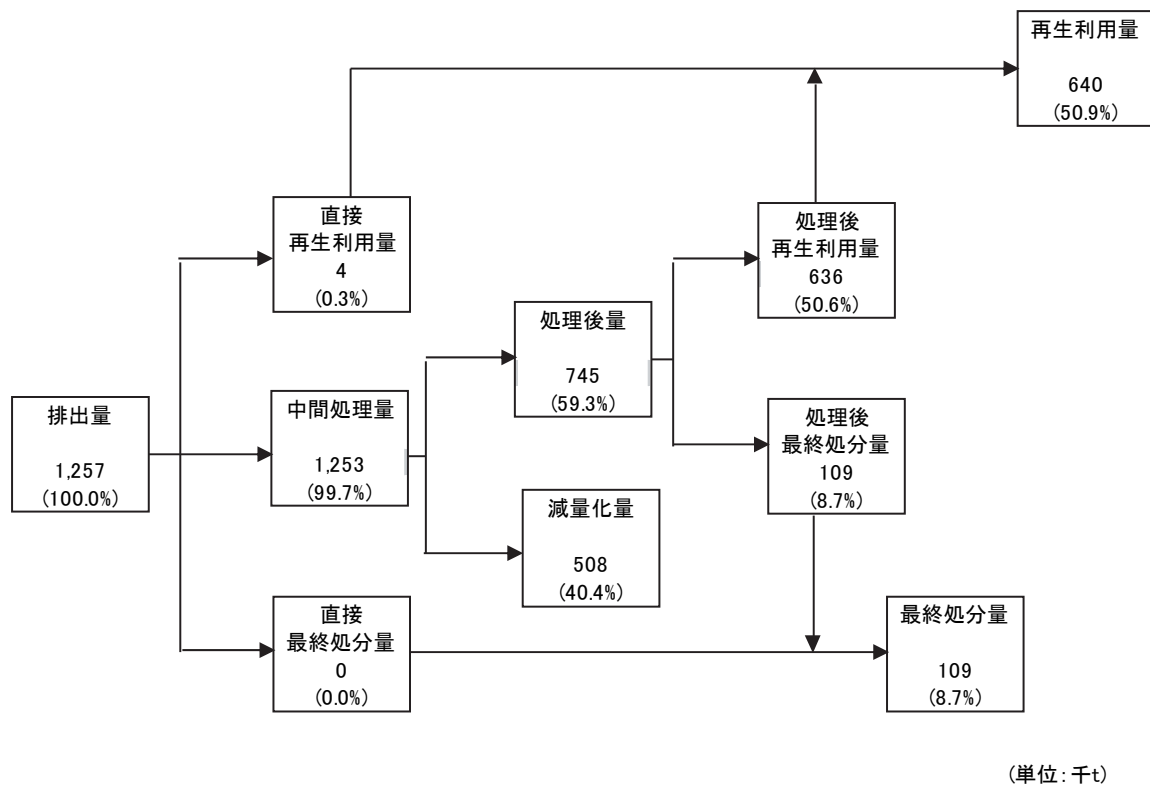 再生利用量
640
(50.9%)
直接
再生利用量
4
(0.3%)
処理後
再生利用量
636
(50.6%)
処理後量
745
(59.3%)
排出量
1,257
(100.0%)
中間処理量
1,253
(99.7%)
処理後
最終処分量
109
(8.7%)
減量化量
508
(40.4%)
直接
最終処分量
0
(0.0%)
最終処分量
109
(8.7%)
(単位:千t)